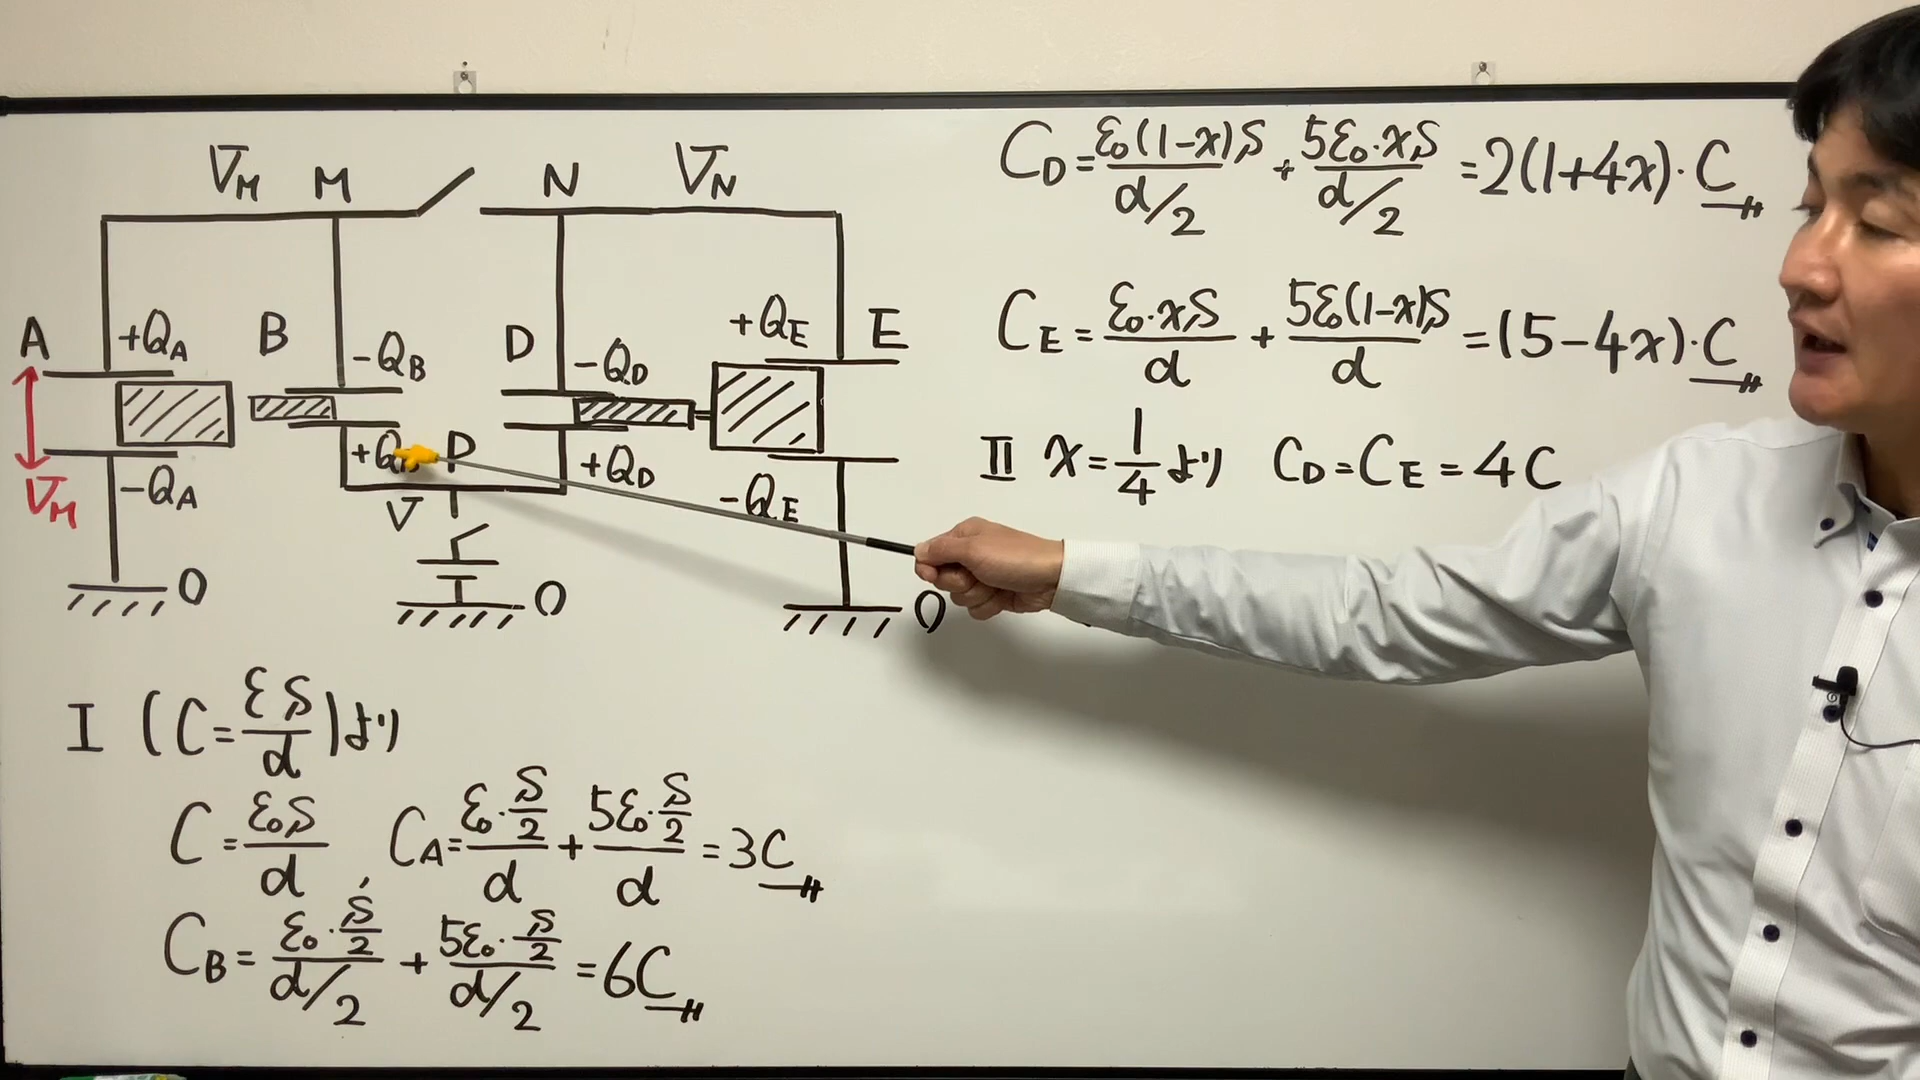 V_M M N V_N
A +Q_A B -Q_B D -Q_D +Q_E E
V_M -Q_A P +Q_D -Q_E
V
0 0 0
I (C=εS/d)より
C=ε₀S/d C_A=ε₀·S/2/d+5ε₀·S/2/d=3C
C_B=ε₀·S/2/d/2+5ε₀·S/2/d/2=6C
C_D=ε₀(1-x)S/d/2+5ε₀·xS/d/2=2(1+4x)·C
C_E=ε₀·xS/d+5ε₀(1-x)S/d=(5-4x)·C
II x=1/4より C_D=C_E=4C